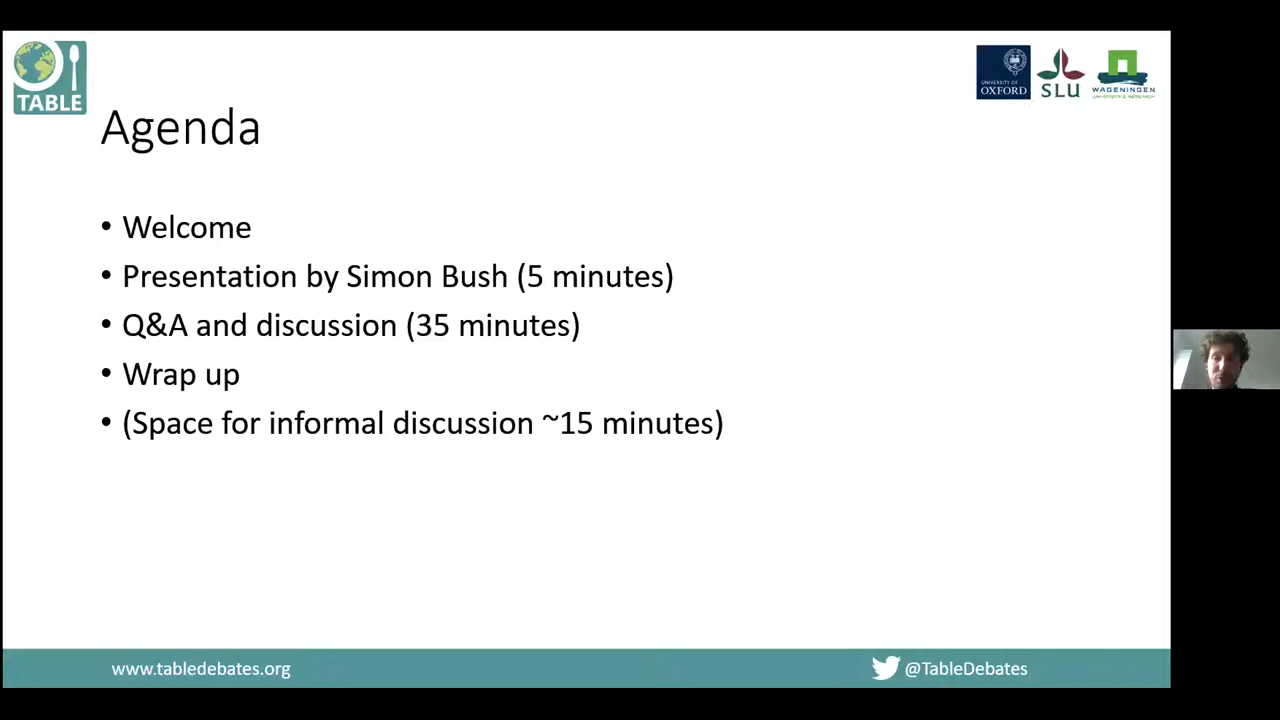 TABLE
UNIVERSITY OF
OXFORD
SLU
WAGENINGEN
UNIVERSITY & RESEARCH
Agenda
• Welcome
• Presentation by Simon Bush (5 minutes)
• Q&A and discussion (35 minutes)
• Wrap up
• (Space for informal discussion ~15 minutes)
www.tabledebates.org
@TableDebates